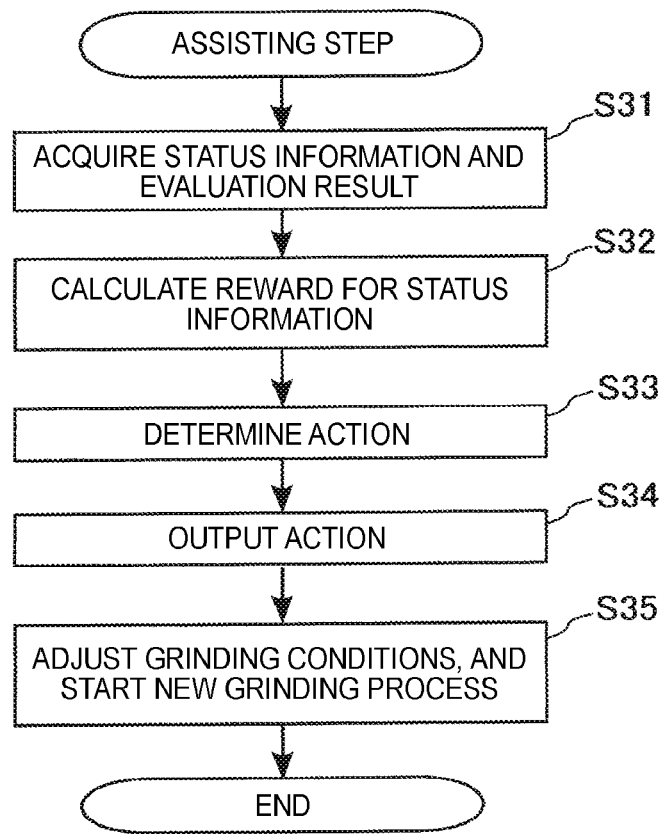 ASSISTING STEP
S31
ACQUIRE STATUS INFORMATION AND
EVALUATION RESULT
S32
CALCULATE REWARD FOR STATUS
INFORMATION
S33
DETERMINE ACTION
S34
OUTPUT ACTION
S35
ADJUST GRINDING CONDITIONS, AND
START NEW GRINDING PROCESS
END